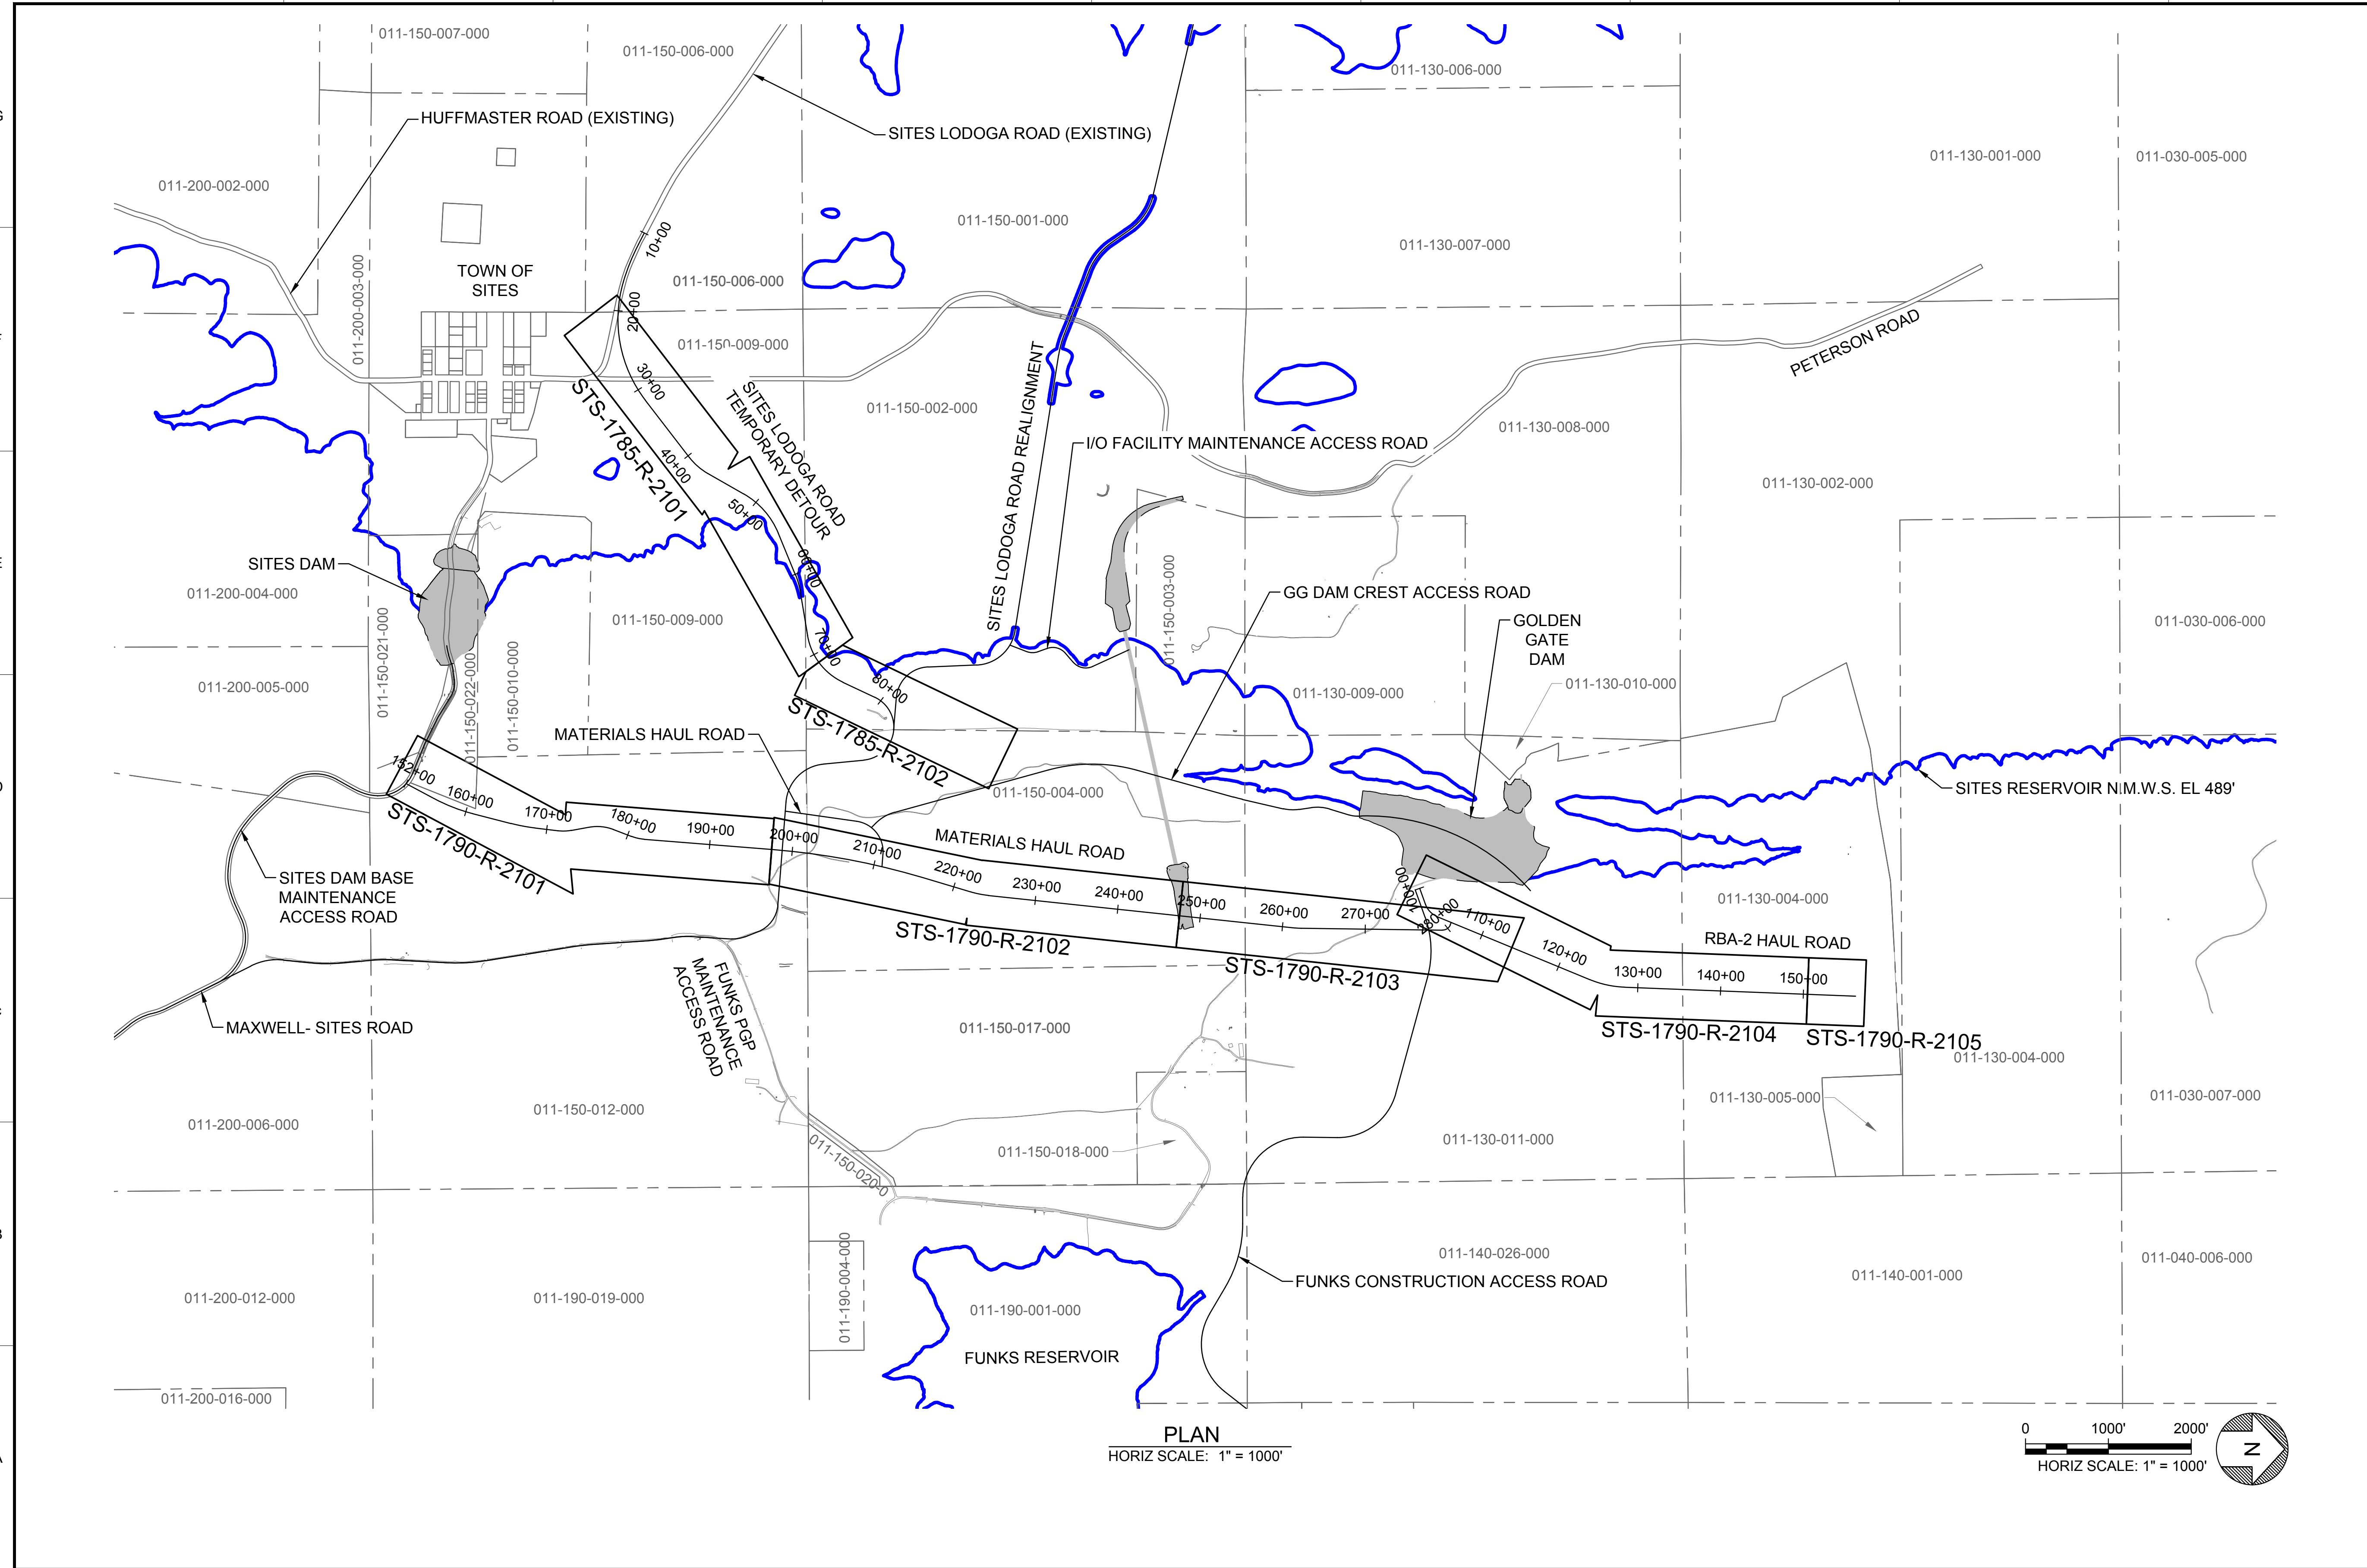 011-150-007-000
011-150-006-000
011-130-006-000
HUFFMASTER ROAD (EXISTING)
SITES LODOGA ROAD (EXISTING)
011-130-001-000
011-030-005-000
011-200-002-000
011-150-001-000
10+00
011-130-007-000
TOWN OF
SITES
011-150-006-000
011-200-003-000
20+00
011-150-009-000
PETERSON ROAD
30+00
011-150-002-000
SITES LODOGA ROAD
TEMPORARY DETOUR
SITES LODOGA ROAD REALIGNMENT
011-130-008-000
I/O FACILITY MAINTENANCE ACCESS ROAD
STS-1785-R-2101
40+00
011-130-002-000
50+00
SITES DAM
60+00
011-200-004-000
GG DAM CREST ACCESS ROAD
011-150-003-000
GOLDEN
GATE
DAM
011-150-009-000
011-030-006-000
70+00
011-150-021-000
011-150-022-000
011-150-010-000
011-200-005-000
80+00
011-130-009-000
011-130-010-000
STS-1785-R-2102
MATERIALS HAUL ROAD
152+00
160+00
170+00
180+00
190+00
200+00
210+00
220+00
230+00
240+00
250+00
260+00
270+00
280+00
011-150-004-000
SITES RESERVOIR N.M.W.S. EL 489'
STS-1790-R-2101
MATERIALS HAUL ROAD
SITES DAM BASE
MAINTENANCE
ACCESS ROAD
100+00
110+00
120+00
130+00
140+00
150+00
011-130-004-000
STS-1790-R-2102
RBA-2 HAUL ROAD
STS-1790-R-2103
FUNKS PGP
MAINTENANCE
ACCESS ROAD
MAXWELL- SITES ROAD
011-150-017-000
STS-1790-R-2104
STS-1790-R-2105
011-130-004-000
011-200-006-000
011-150-012-000
011-130-005-000
011-030-007-000
011-150-018-000
011-130-011-000
011-150-020-0
011-190-004-000
011-140-026-000
011-040-006-000
011-140-001-000
FUNKS CONSTRUCTION ACCESS ROAD
011-200-012-000
011-190-019-000
011-190-001-000
FUNKS RESERVOIR
011-200-016-000
PLAN
HORIZ SCALE: 1" = 1000'
0 1000' 2000'
HORIZ SCALE: 1" = 1000'
N